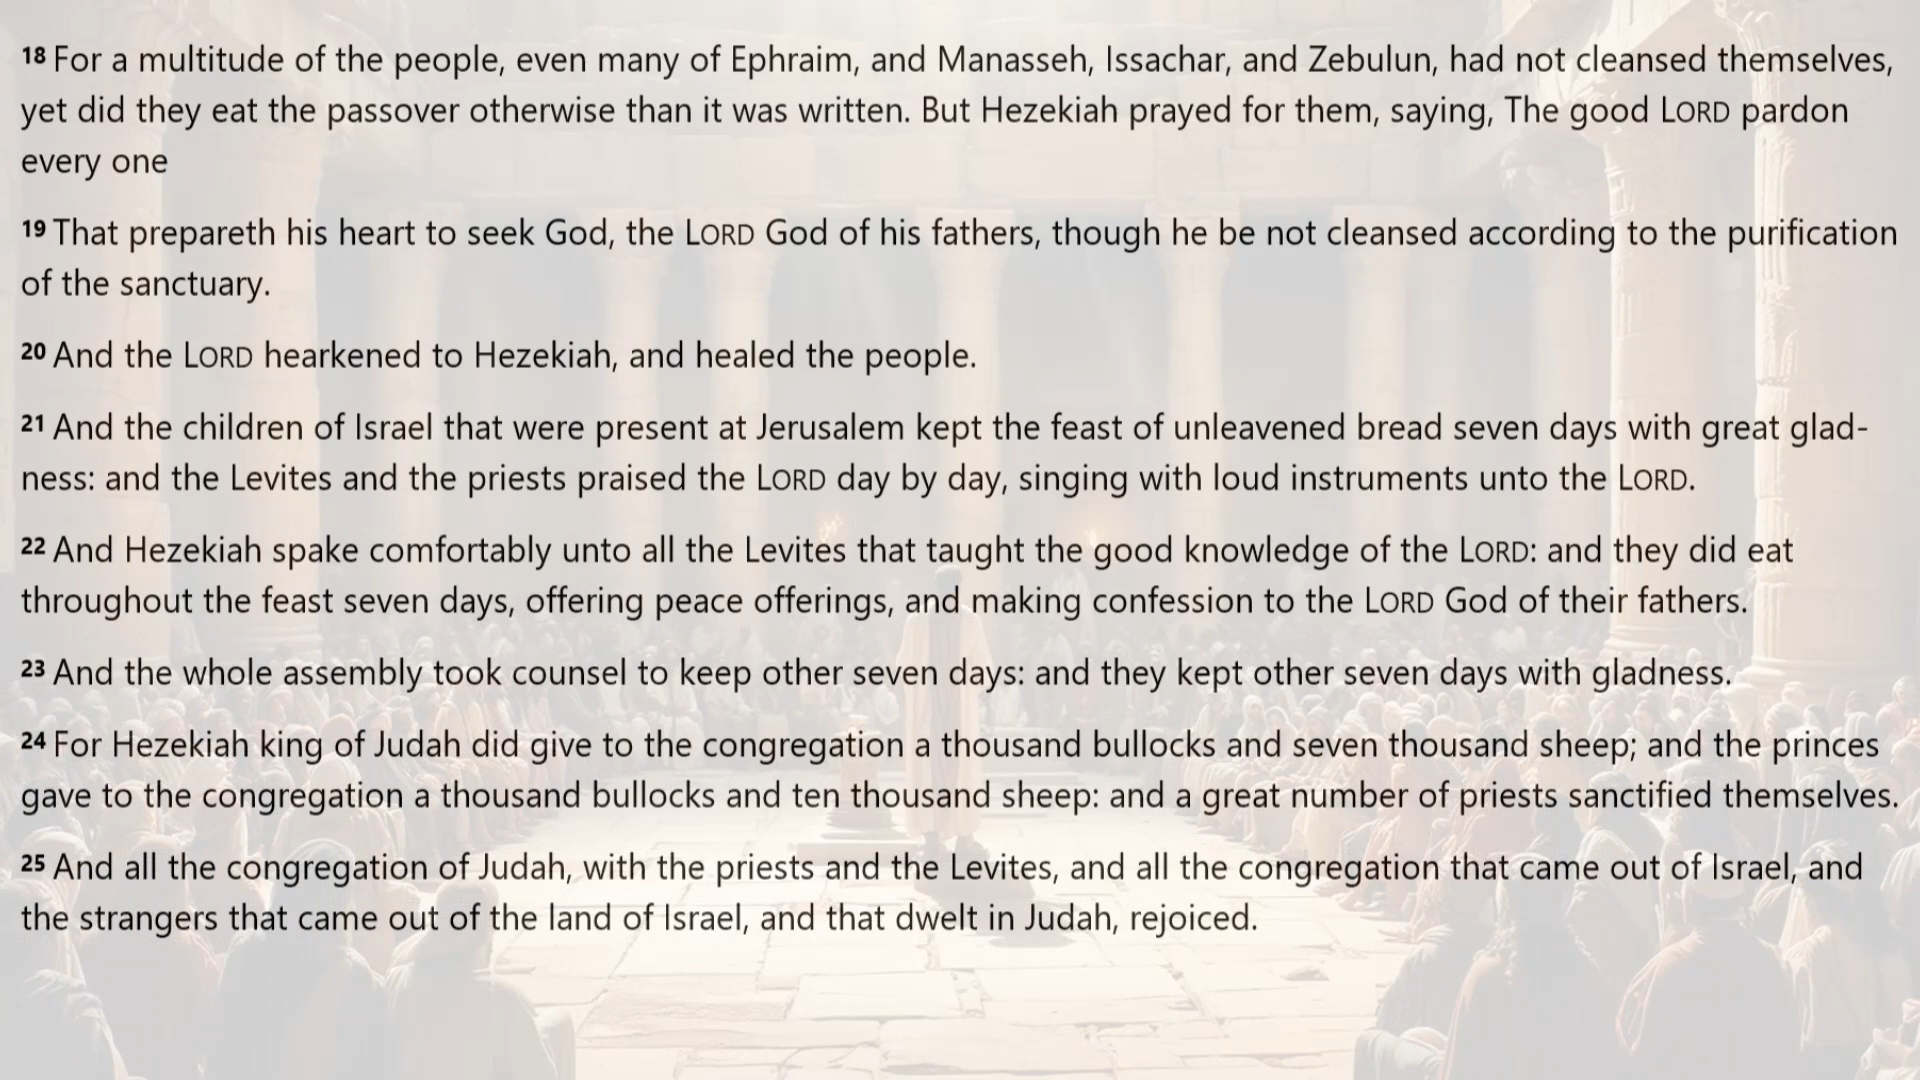 18 For a multitude of the people, even many of Ephraim, and Manasseh, Issachar, and Zebulun, had not cleansed themselves,
yet did they eat the passover otherwise than it was written. But Hezekiah prayed for them, saying, The good LORD pardon
every one
19 That prepareth his heart to seek God, the LORD God of his fathers, though he be not cleansed according to the purification
of the sanctuary.
20 And the LORD hearkened to Hezekiah, and healed the people.
21 And the children of Israel that were present at Jerusalem kept the feast of unleavened bread seven days with great glad-
ness: and the Levites and the priests praised the LORD day by day, singing with loud instruments unto the LORD.
22 And Hezekiah spake comfortably unto all the Levites that taught the good knowledge of the LORD: and they did eat
throughout the feast seven days, offering peace offerings, and making confession to the LORD God of their fathers.
23 And the whole assembly took counsel to keep other seven days: and they kept other seven days with gladness.
24 For Hezekiah king of Judah did give to the congregation a thousand bullocks and seven thousand sheep; and the princes
gave to the congregation a thousand bullocks and ten thousand sheep: and a great number of priests sanctified themselves.
25 And all the congregation of Judah, with the priests and the Levites, and all the congregation that came out of Israel, and
the strangers that came out of the land of Israel, and that dwelt in Judah, rejoiced.